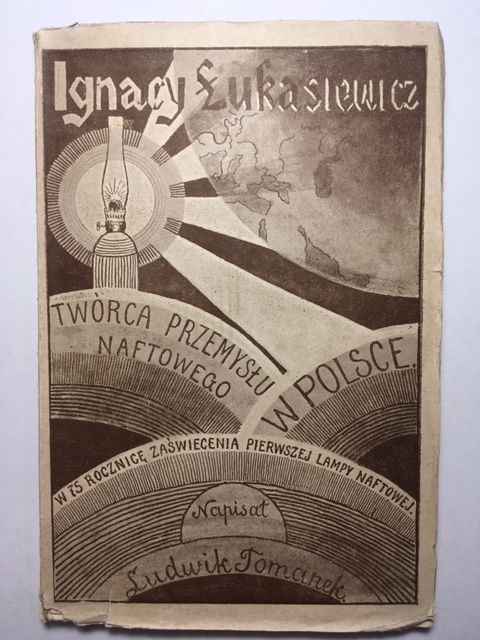 Ignacy Łukasiewicz
TWÓRCA PRZEMYSŁU
NAFTOWEGO
W POLSCE.
W 75 ROCZNICĘ ZAŚWIECENIA PIERWSZEJ LAMPY NAFTOWEJ.
Napisał
Ludwik Tomanek.